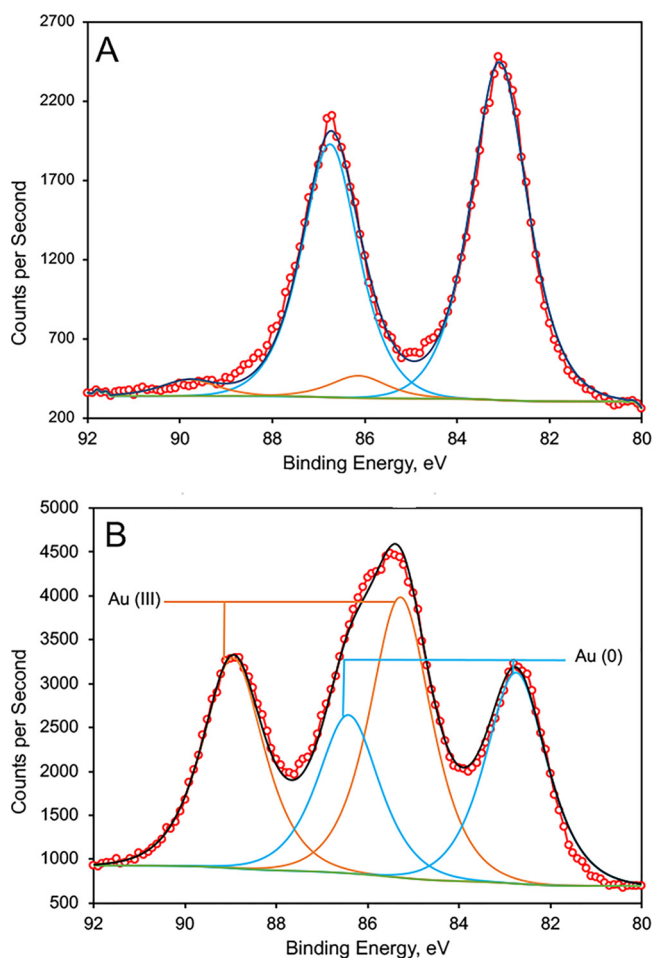 A
2700
2200
1700
1200
700
200
Counts per Second
92 90 88 86 84 82 80
Binding Energy, eV
B
5000
4500
4000
3500
3000
2500
2000
1500
1000
500
Counts per Second
Au (III)
Au (0)
92 90 88 86 84 82 80
Binding Energy, eV